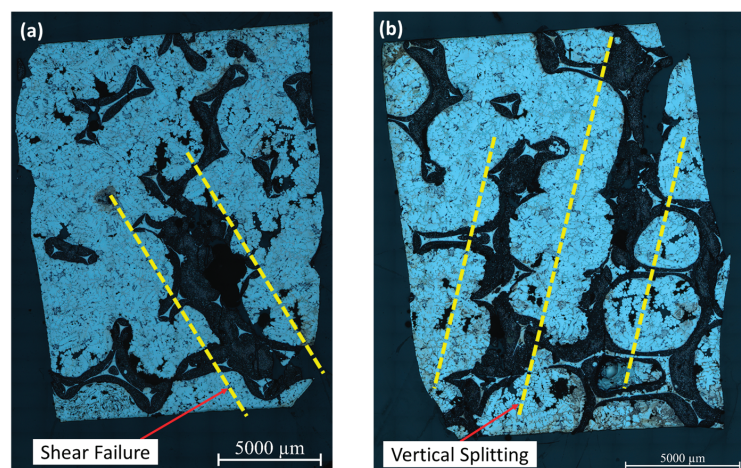 (a)
Shear Failure
5000 µm
(b)
Vertical Splitting
5000 µm